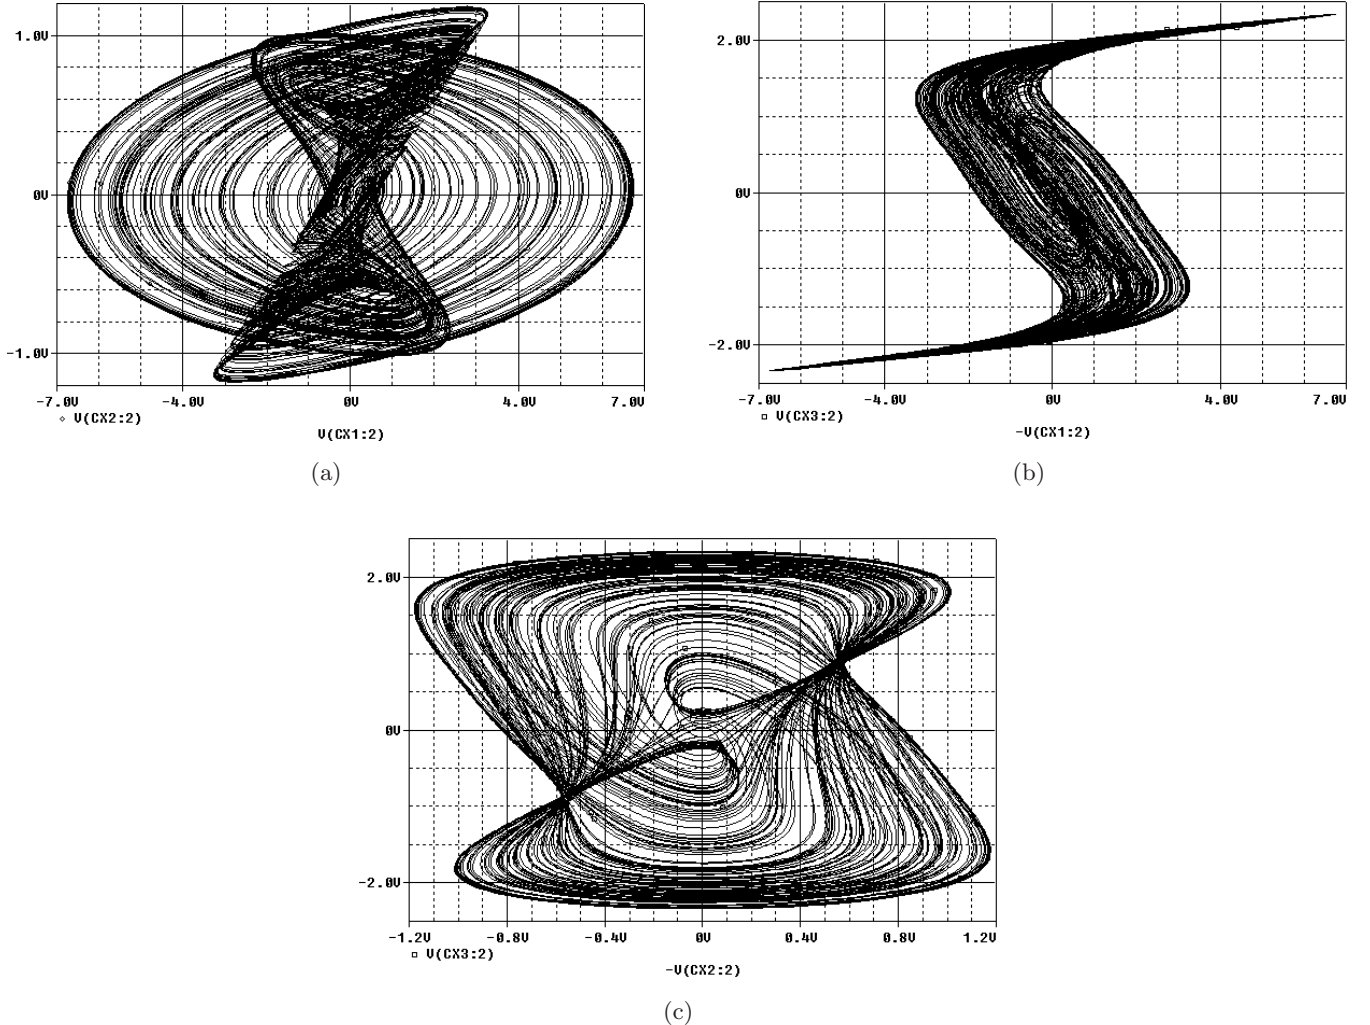 1.0V
0V
-1.0V
-7.0V -4.0V 0V 4.0V 7.0V
◇ V(CX2:2)
V(CX1:2)
(a)
2.0V
0V
-2.0V
-7.0V -4.0V 0V 4.0V 7.0V
□ V(CX3:2)
-V(CX1:2)
(b)
2.0V
0V
-2.0V
-1.2V -0.8V -0.4V 0V 0.4V 0.8V 1.2V
□ V(CX3:2)
-V(CX2:2)
(c)